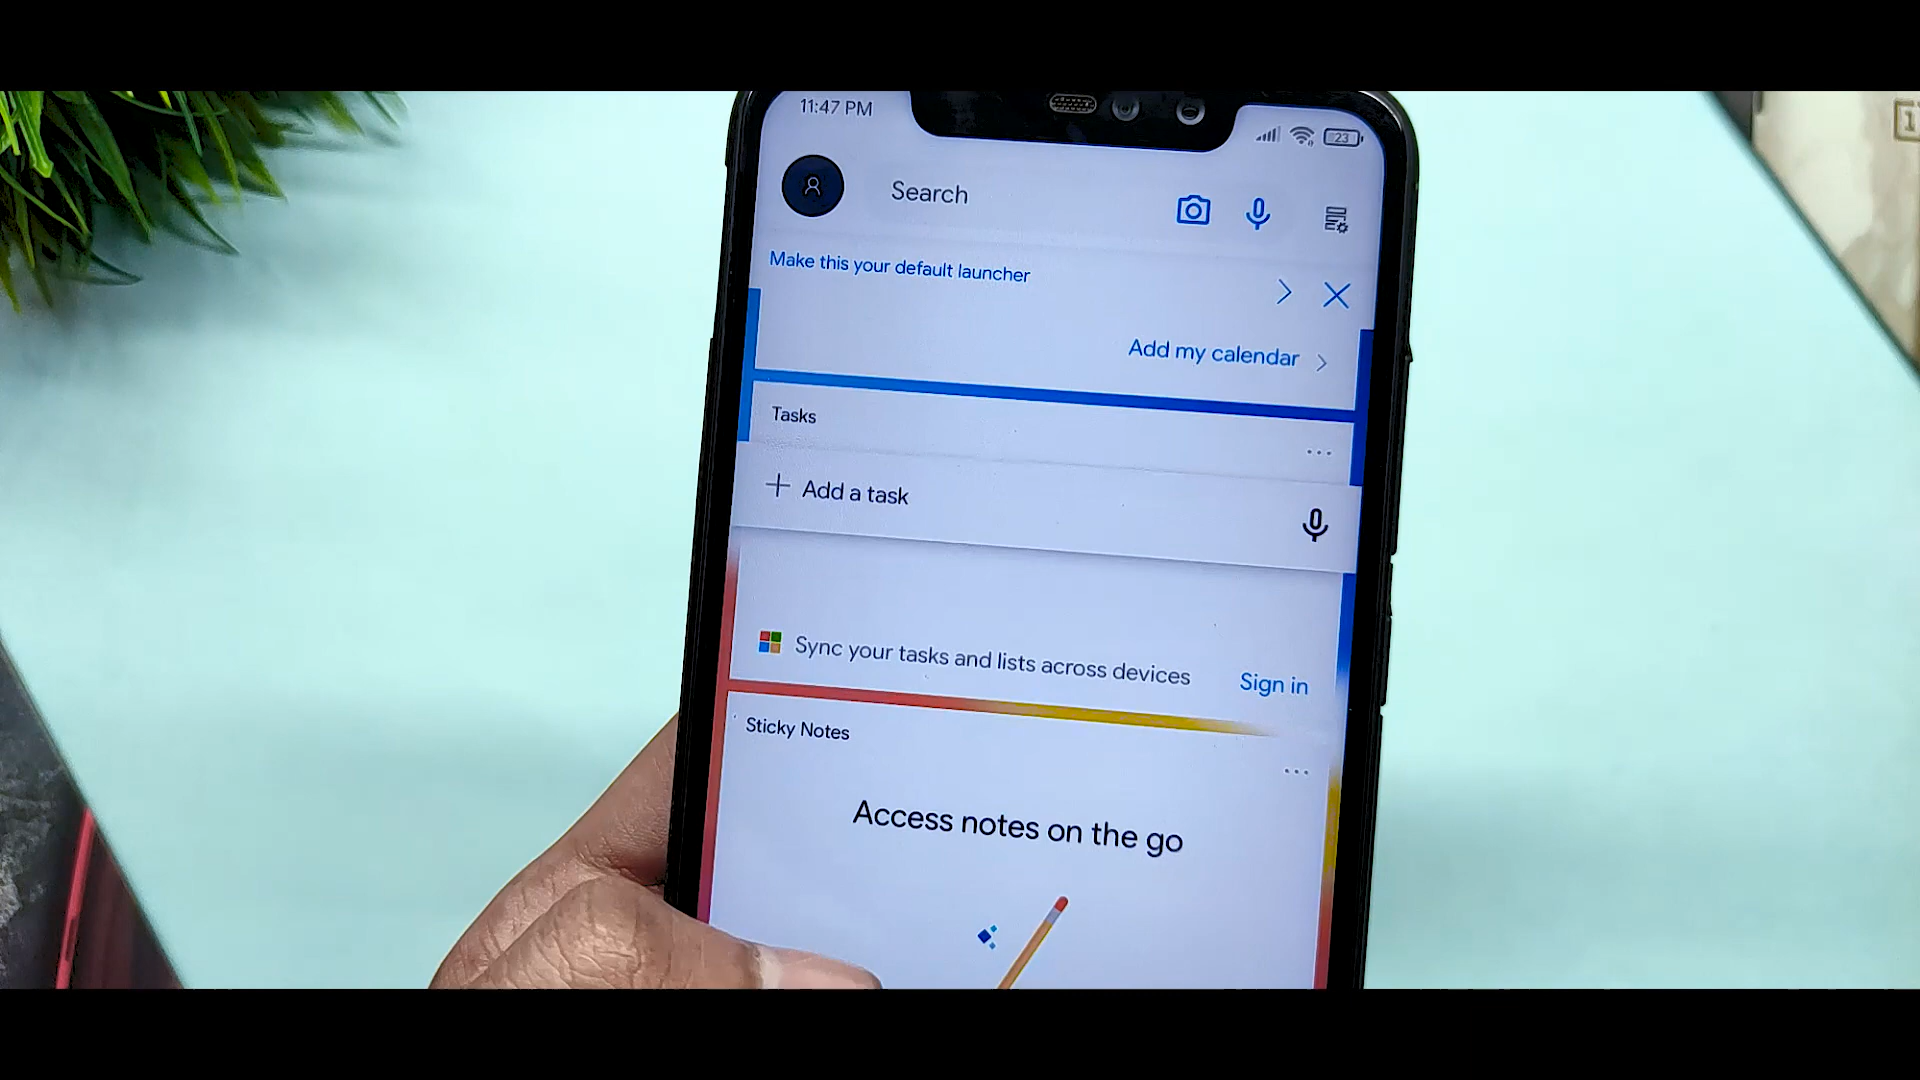 11:47 PM
23
Search
Make this your default launcher
Add my calendar
Tasks
Add a task
Sync your tasks and lists across devices
Sign in
Sticky Notes
Access notes on the go